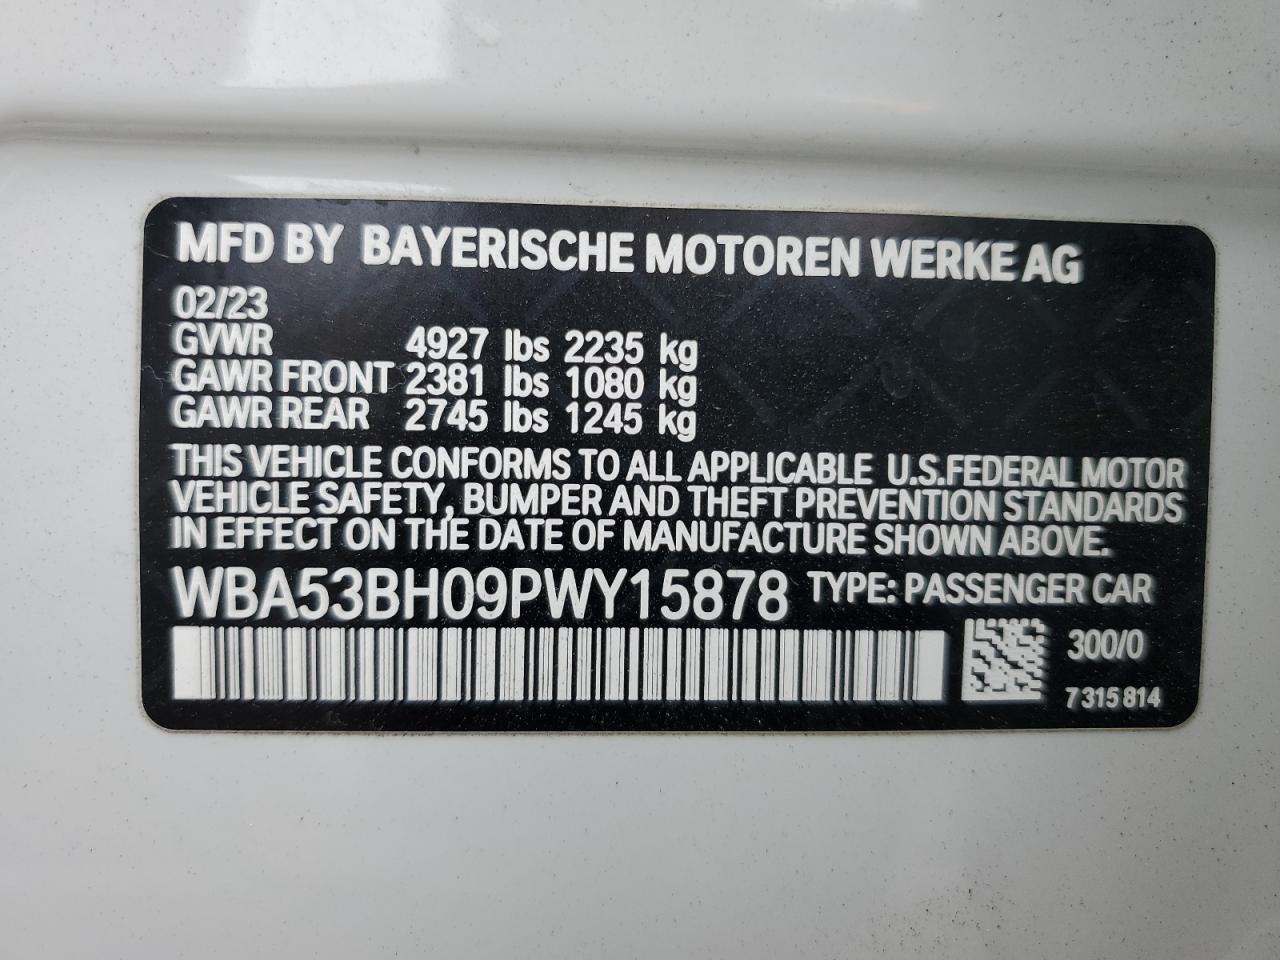 MFD BY BAYERISCHE MOTOREN WERKE AG
02/23
GVWR 4927 lbs 2235 kg
GAWR FRONT 2381 lbs 1080 kg
GAWR REAR 2745 lbs 1245 kg
THIS VEHICLE CONFORMS TO ALL APPLICABLE U.S.FEDERAL MOTOR
VEHICLE SAFETY, BUMPER AND THEFT PREVENTION STANDARDS
IN EFFECT ON THE DATE OF MANUFACTURE SHOWN ABOVE.
WBA53BH09PWY15878 TYPE: PASSENGER CAR
300/0
7 315 814